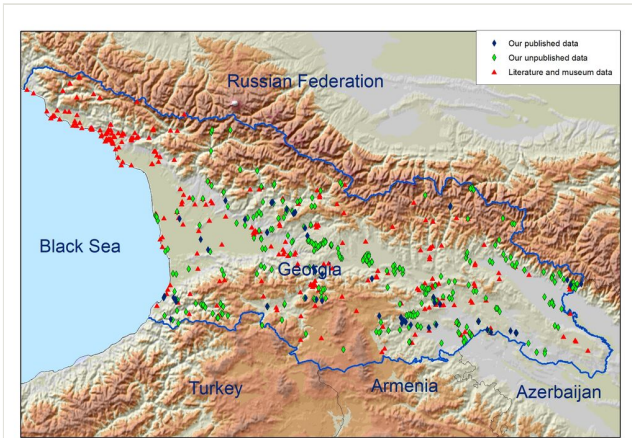 Our published data
Our unpublished data
Literature and museum data
Russian Federation
Black Sea
Georgia
Turkey
Armenia
Azerbaijan